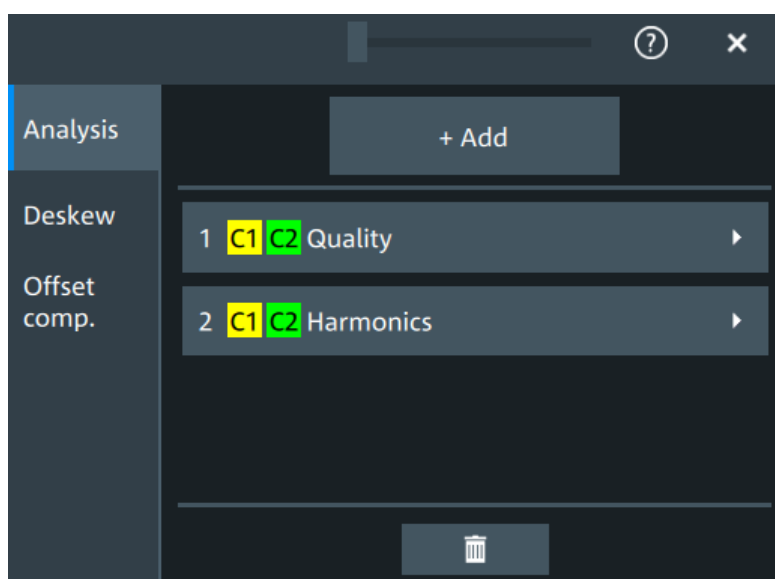 ?
Analysis
+ Add
Deskew
1 C1 C2 Quality
Offset
comp.
2 C1 C2 Harmonics